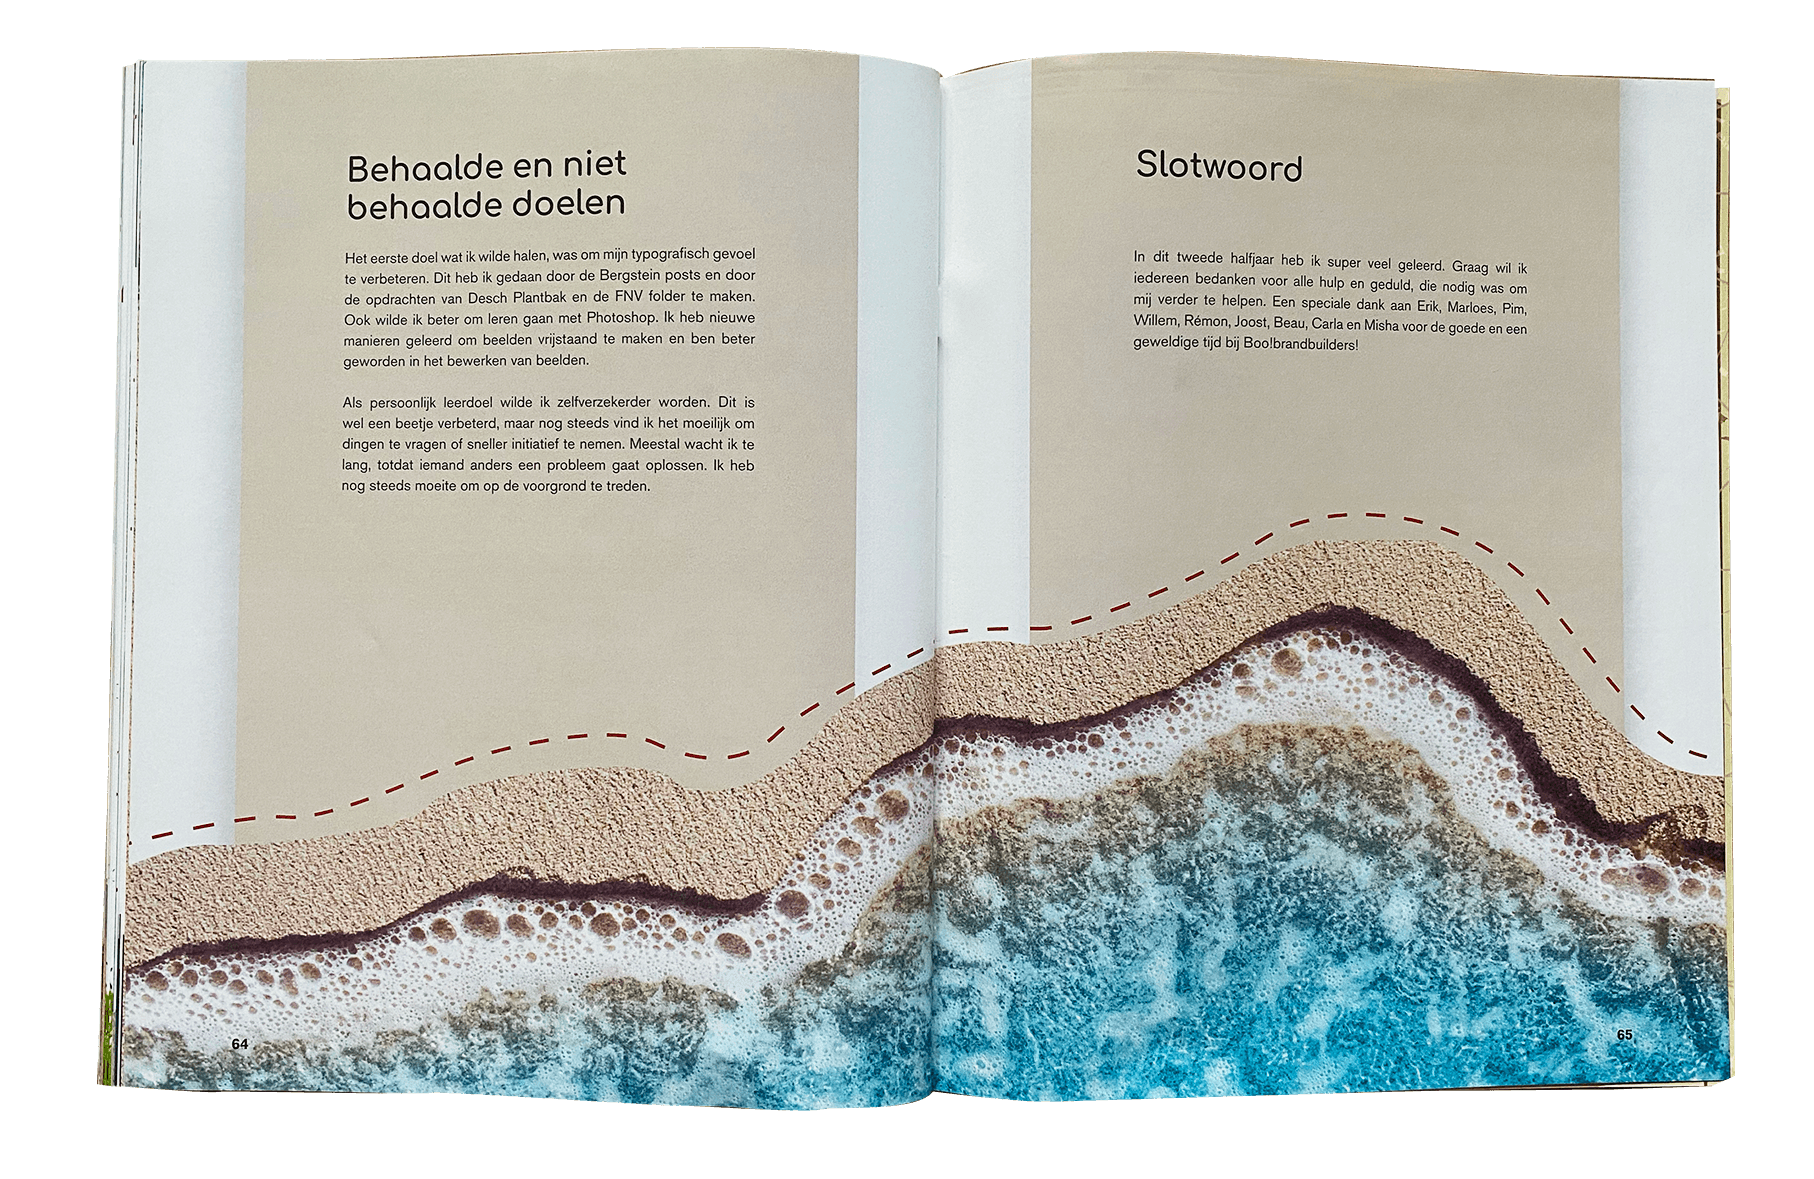 Behaalde en niet
behaalde doelen
Het eerste doel wat ik wilde halen, was om mijn typografisch gevoel
te verbeteren. Dit heb ik gedaan door de Bergstein posts en door
de opdrachten van Desch Plantbak en de FNV folder te maken.
Ook wilde ik beter om leren gaan met Photoshop. Ik heb nieuwe
manieren geleerd om beelden vrijstaand te maken en ben beter
geworden in het bewerken van beelden.
Als persoonlijk leerdoel wilde ik zelfverzekerder worden. Dit is
wel een beetje verbeterd, maar nog steeds vind ik het moeilijk om
dingen te vragen of sneller initiatief te nemen. Meestal wacht ik te
lang, totdat iemand anders een probleem gaat oplossen. Ik heb
nog steeds moeite om op de voorgrond te treden.
64
Slotwoord
In dit tweede halfjaar heb ik super veel geleerd. Graag wil ik
iedereen bedanken voor alle hulp en geduld, die nodig was om
mij verder te helpen. Een speciale dank aan Erik, Marloes, Pim,
Willem, Rémon, Joost, Beau, Carla en Misha voor de goede en een
geweldige tijd bij Boo!brandbuilders!
65